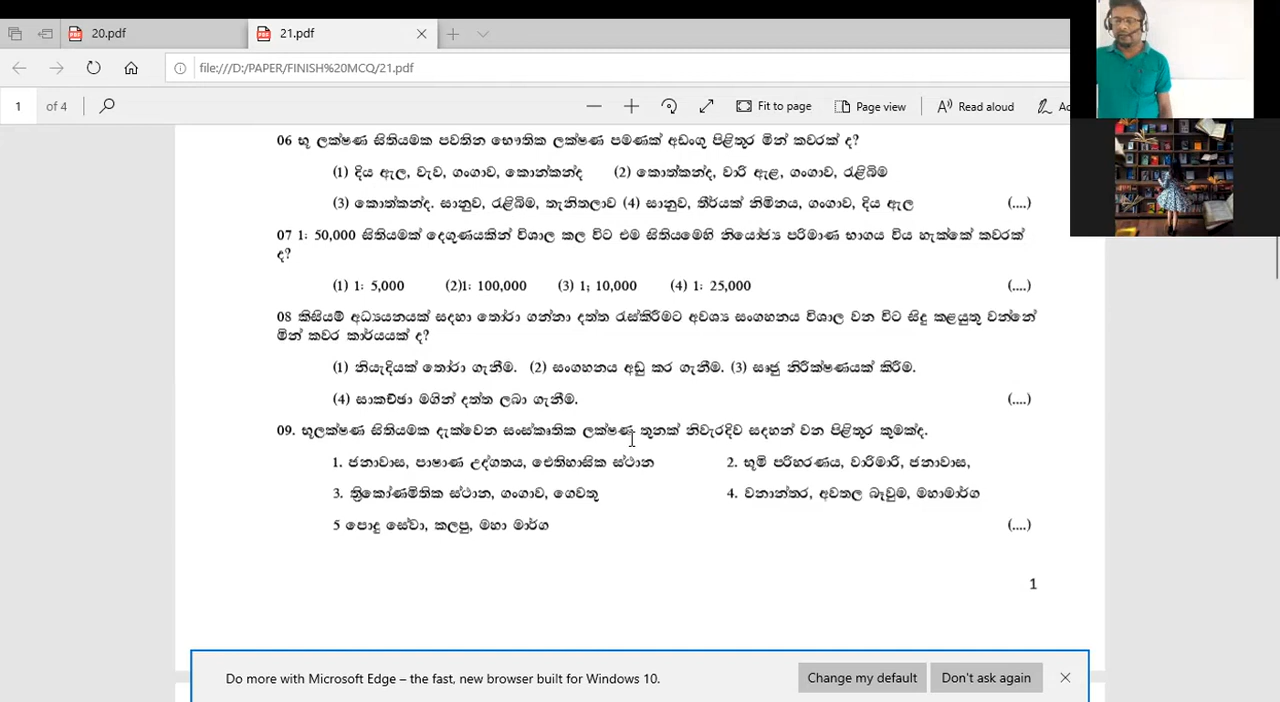 20.pdf
21.pdf
file:///D:/PAPER/FINISH%20MCQ/21.pdf
1 of 4
Fit to page
Page view
Read aloud
06 භූ ලක්ෂණ සිතියමක පවතින භෞතික ලක්ෂණ පමණක් අඩංගු පිළිතුර මින් කවරක් ද?
(1) දිය ඇල, වැව, ගංගාව, කොන්කන්ද (2) කොත්කන්ද, වාරි ඇළ, ගංගාව, රැළිබිම
(3) කොත්කන්ද. සානුව, රැළිබිම, තැනිතලාව (4) සානුව, තීර්යක් නිමිනය, ගංගාව, දිය ඇල (....)
07 1: 50,000 සිතියමක් දෙගුණයකින් විශාල කල විට එම සිතියමෙහි නියෝජ්‍ය පරිමාණ භාගය විය හැක්කේ කවරක්
ද?
(1) 1: 5,000 (2)1: 100,000 (3) 1; 10,000 (4) 1: 25,000 (....)
08 කිසියම් අධ්‍යයනයක් සඳහා තෝරා ගන්නා දත්ත රැස්කිරීමට අවශ්‍ය සංගහනය විශාල වන විට සිදු කළයුතු වන්නේ
මින් කවර කාර්යයක් ද?
(1) නියැදියක් තෝරා ගැනීම. (2) සංගහනය අඩු කර ගැනීම. (3) සෘජු නිරීක්ෂණයක් කිරීම.
(4) සාකච්ඡා මගින් දත්ත ලබා ගැනීම. (....)
09. භූලක්ෂණ සිතියමක දැක්වෙන සංස්කෘතික ලක්ෂණ තුනක් නිවැරදිව සඳහන් වන පිළිතුර කුමක්ද.
1. ජනාවාස, පාෂාණ උද්ගතය, ඓතිහාසික ස්ථාන 2. භූමි පරිහරණය, වාරිමාරි, ජනාවාස,
3. ත්‍රිකෝණමිතික ස්ථාන, ගංගාව, ගෙවතු 4. වනාන්තර, අවතල බෑවුම, මහාමාර්ග
5 පොදු සේවා, කලපු, මහා මාර්ග (....)
1
Do more with Microsoft Edge – the fast, new browser built for Windows 10.
Change my default
Don't ask again